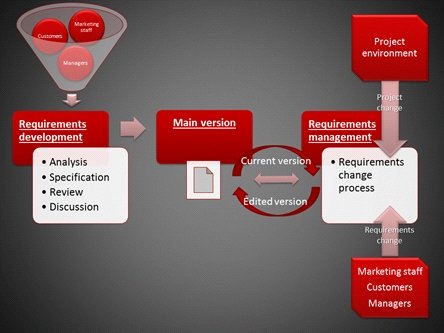 Customers
Marketing
staff
Managers
Requirements
development
• Analysis
• Specification
• Review
• Discussion
Main version
Current version
Edited version
Requirements
management
• Requirements
change
process
Project
environment
Project
change
Requirements
change
Marketing staff
Customers
Managers